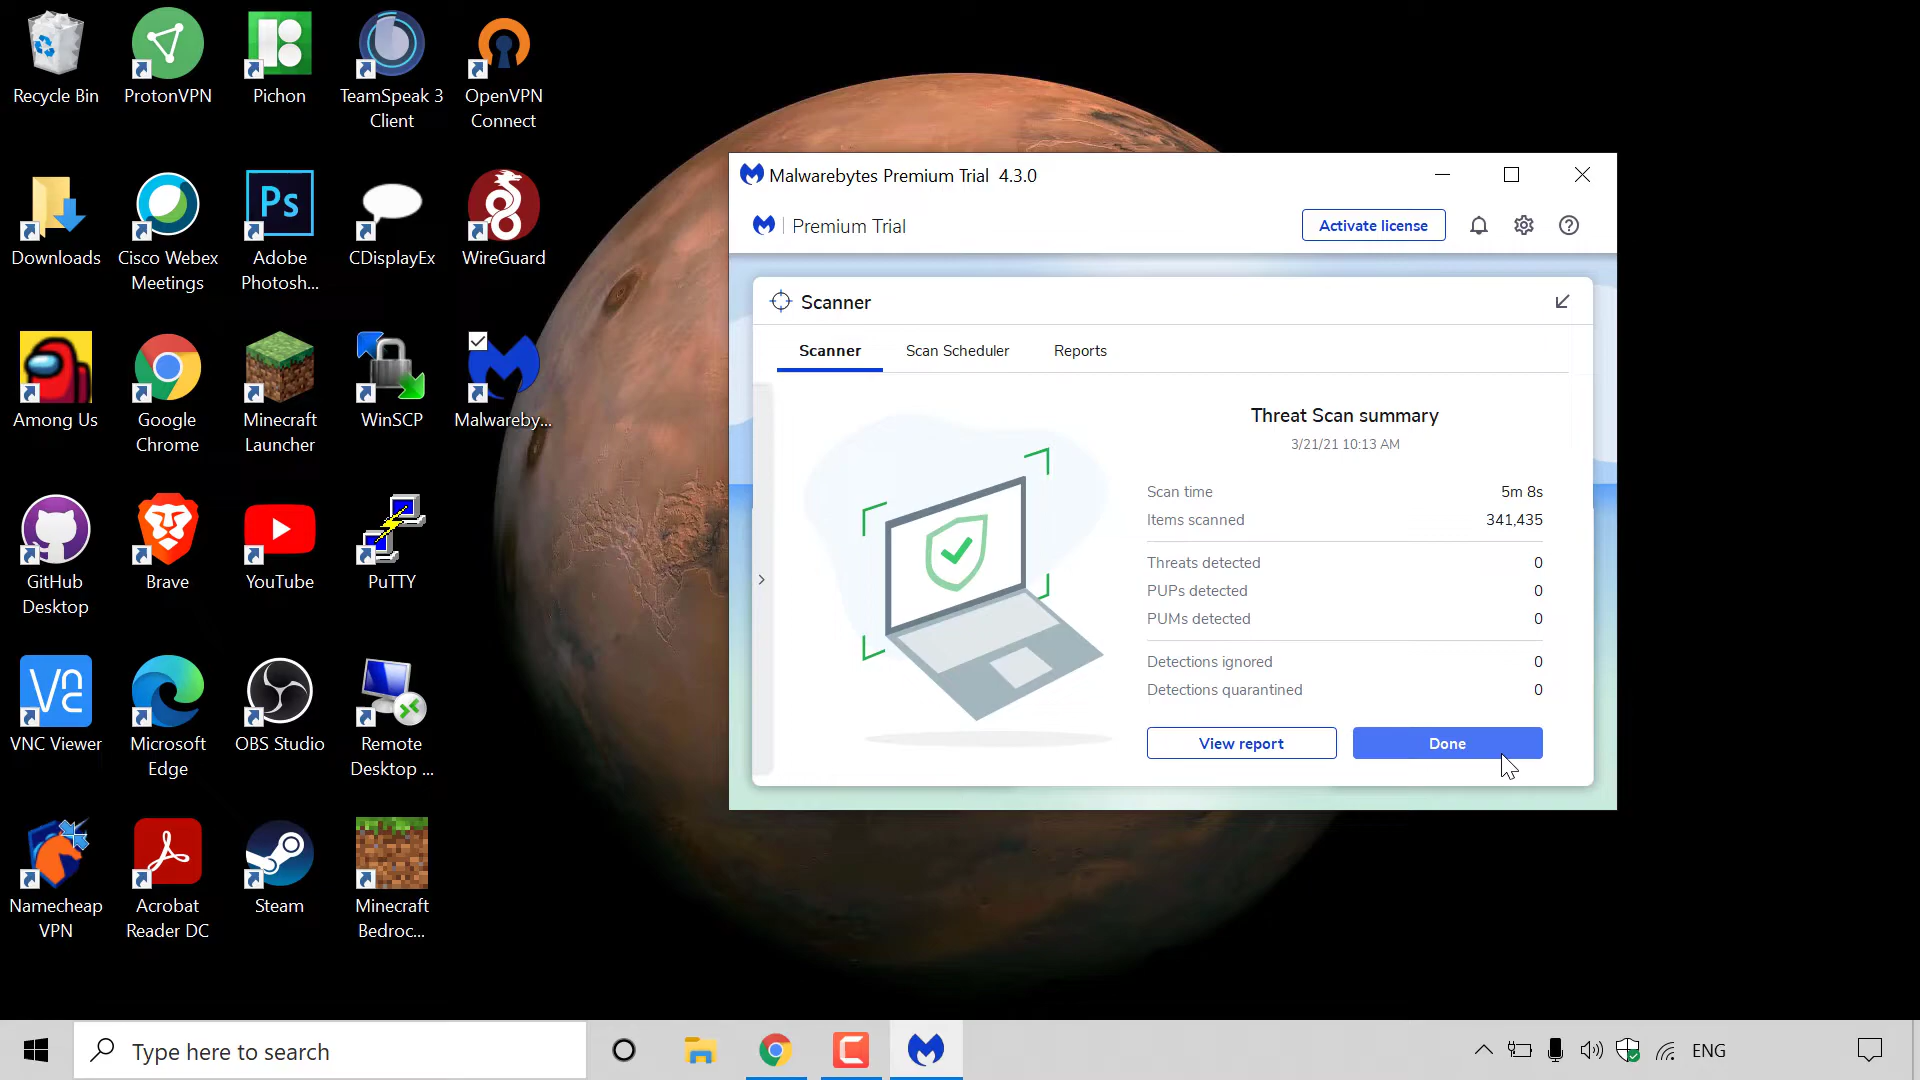 Recycle Bin
ProtonVPN
Pichon
TeamSpeak 3
Client
OpenVPN
Connect
Downloads
Cisco Webex
Meetings
Ps
Adobe
Photosh...
CDisplayEx
WireGuard
Among Us
Google
Chrome
Minecraft
Launcher
WinSCP
Malwareby...
GitHub
Desktop
Brave
YouTube
PuTTY
VNC Viewer
Microsoft
Edge
OBS Studio
Remote
Desktop ...
Namecheap
VPN
Acrobat
Reader DC
Steam
Minecraft
Bedroc...
Malwarebytes Premium Trial 4.3.0
Premium Trial
Activate license
Scanner
Scanner
Scan Scheduler
Reports
Threat Scan summary
3/21/21 10:13 AM
Scan time 5m 8s
Items scanned 341,435
Threats detected 0
PUPs detected 0
PUMs detected 0
Detections ignored 0
Detections quarantined 0
View report
Done
Type here to search
ENG